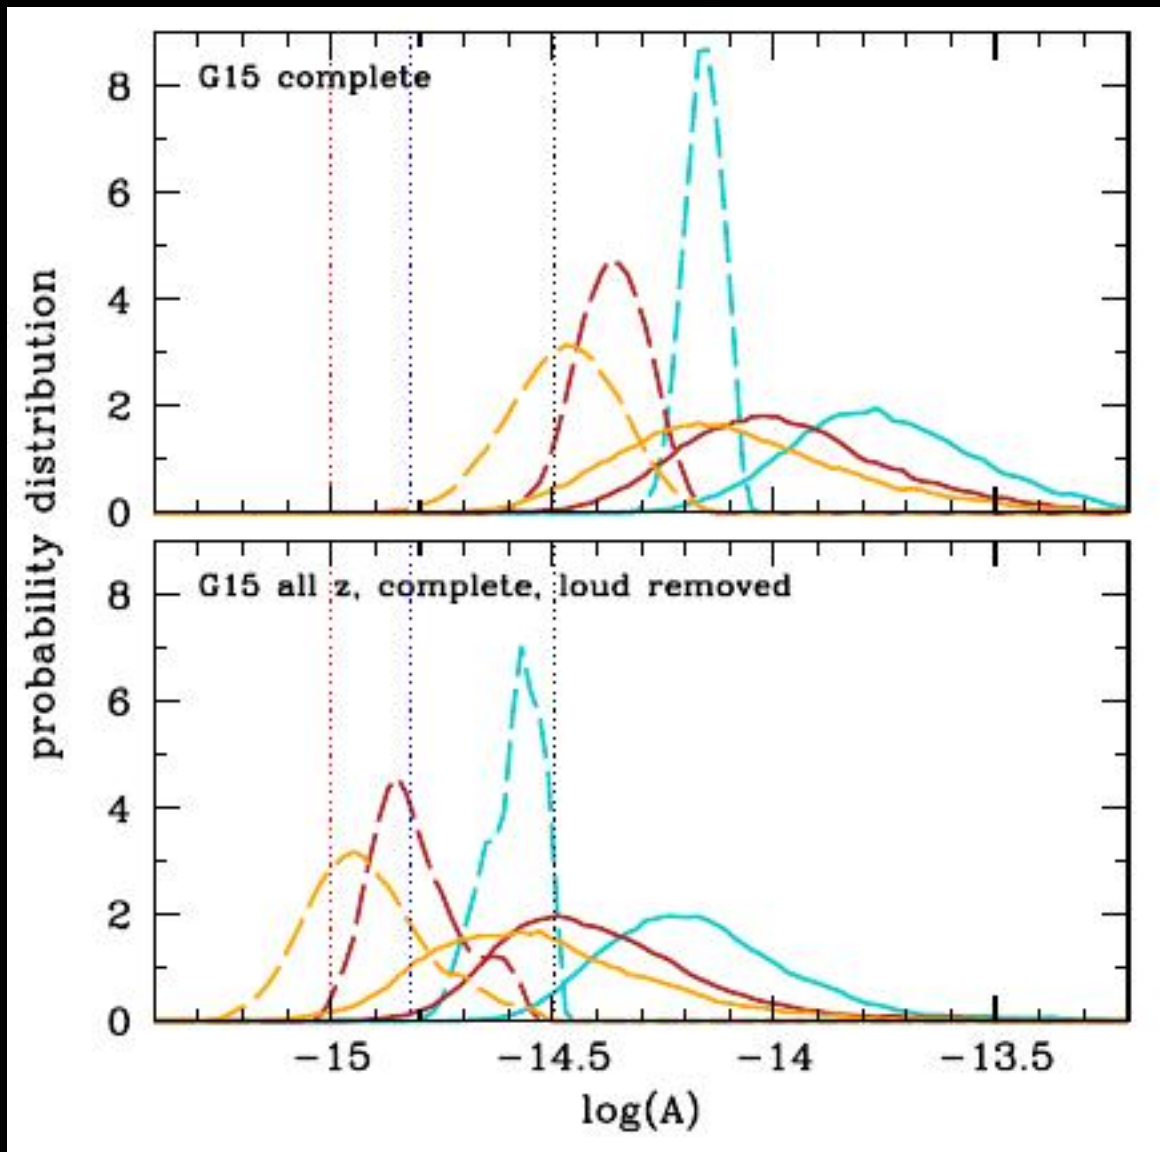 G15 complete
8
6
4
2
0
probability distribution
G15 all z, complete, loud removed
8
6
4
2
0
−15 −14.5 −14 −13.5
log(A)